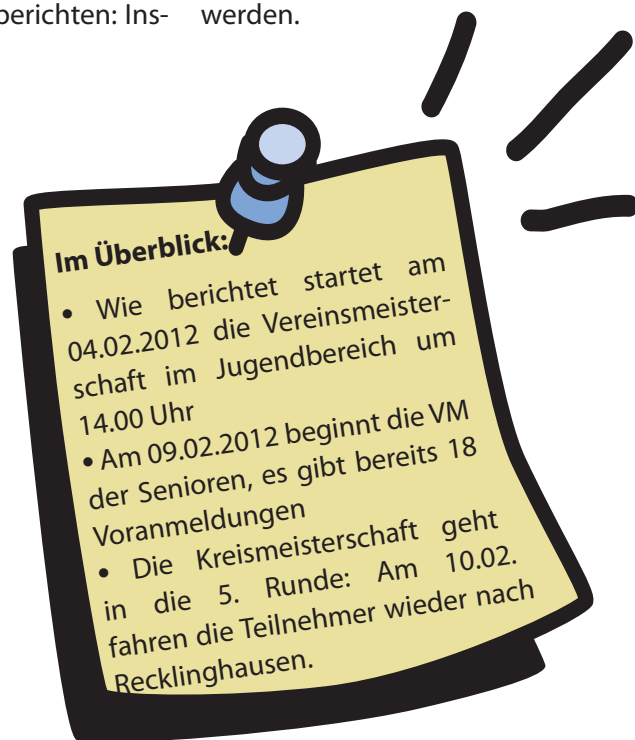 berichten: Ins- werden.
Im Überblick:
• Wie berichtet startet am
04.02.2012 die Vereinsmeister-
schaft im Jugendbereich um
14.00 Uhr
• Am 09.02.2012 beginnt die VM
der Senioren, es gibt bereits 18
Voranmeldungen
• Die Kreismeisterschaft geht
in die 5. Runde: Am 10.02.
fahren die Teilnehmer wieder nach
Recklinghausen.